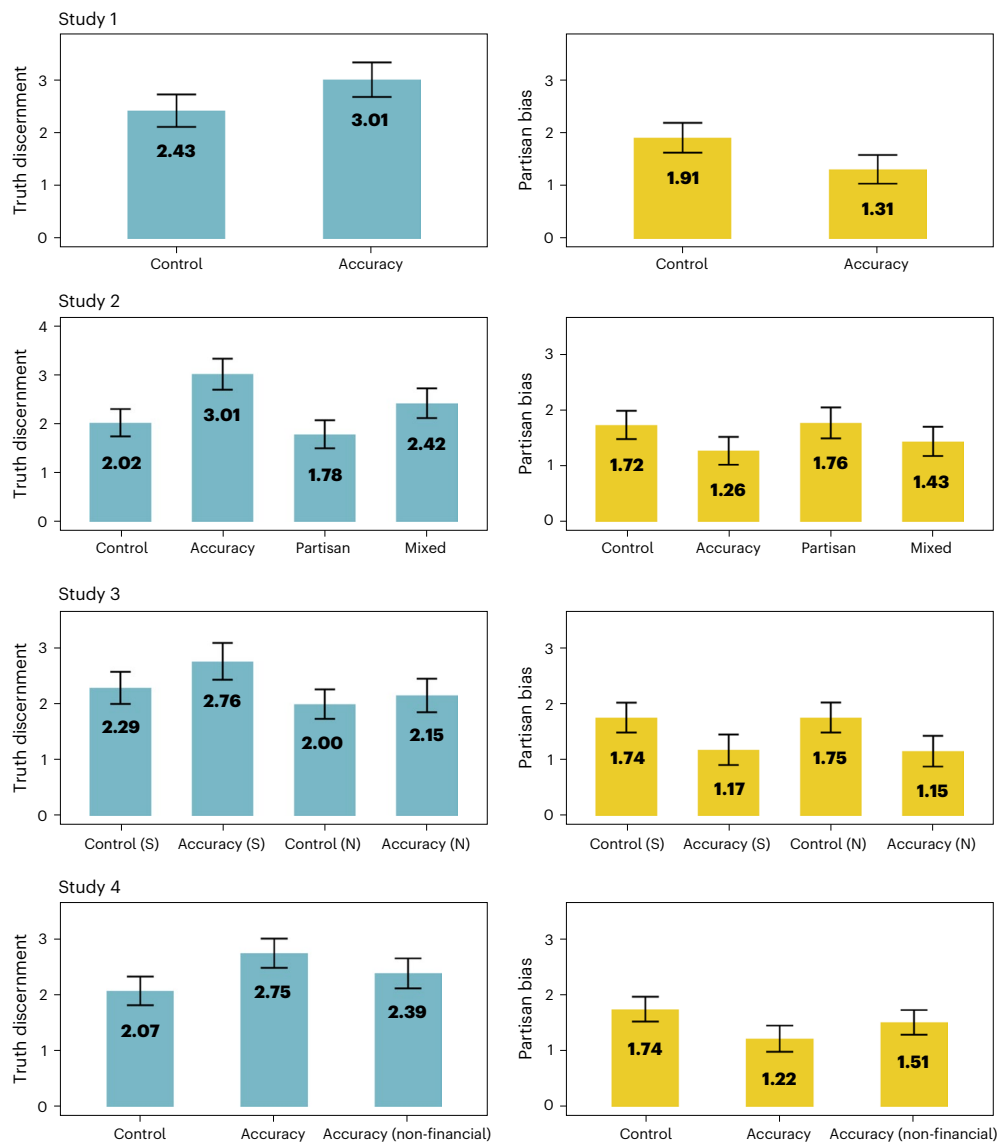 Study 1
Truth discernment
3
2
1
0
2.43
3.01
Control
Accuracy
Partisan bias
3
2
1
0
1.91
1.31
Control
Accuracy
Study 2
Truth discernment
4
3
2
1
0
2.02
3.01
1.78
2.42
Control
Accuracy
Partisan
Mixed
Partisan bias
3
2
1
0
1.72
1.26
1.76
1.43
Control
Accuracy
Partisan
Mixed
Study 3
Truth discernment
3
2
1
0
2.29
2.76
2.00
2.15
Control (S)
Accuracy (S)
Control (N)
Accuracy (N)
Partisan bias
3
2
1
0
1.74
1.17
1.75
1.15
Control (S)
Accuracy (S)
Control (N)
Accuracy (N)
Study 4
Truth discernment
3
2
1
0
2.07
2.75
2.39
Control
Accuracy
Accuracy (non-financial)
Partisan bias
3
2
1
0
1.74
1.22
1.51
Control
Accuracy
Accuracy (non-financial)